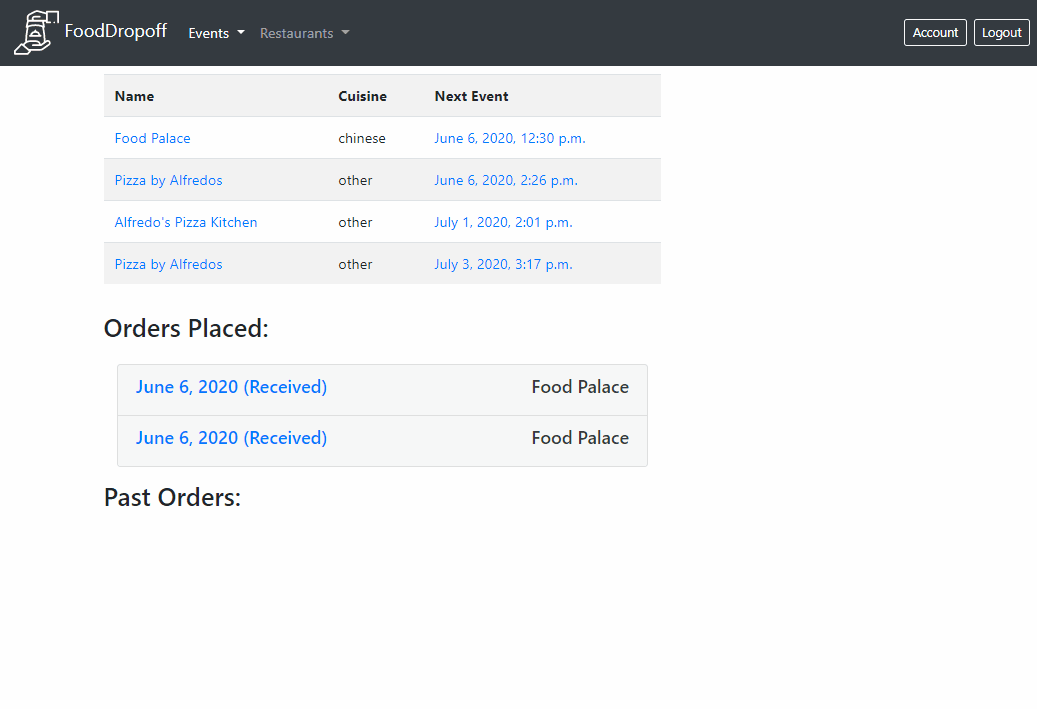 FoodDropoff Events Restaurants Account Logout
Name Cuisine Next Event
Food Palace chinese June 6, 2020, 12:30 p.m.
Pizza by Alfredos other June 6, 2020, 2:26 p.m.
Alfredo's Pizza Kitchen other July 1, 2020, 2:01 p.m.
Pizza by Alfredos other July 3, 2020, 3:17 p.m.
Orders Placed:
June 6, 2020 (Received) Food Palace
June 6, 2020 (Received) Food Palace
Past Orders: